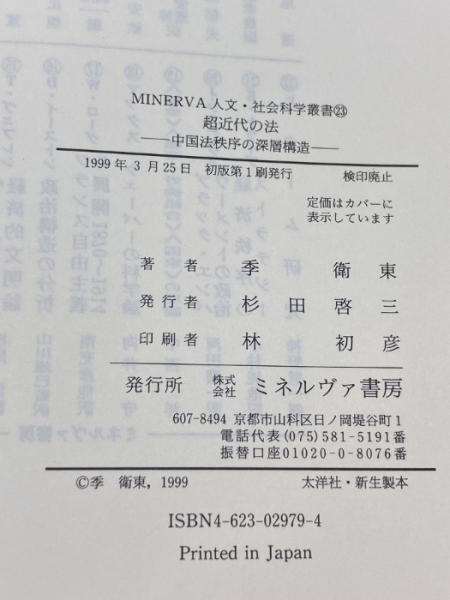 MINERVA 人文・社会科学叢書㉓
超近代の法
──中国法秩序の深層構造──
1999年3月25日 初版第1刷発行 検印廃止
定価はカバーに
表示しています
著者 季衛東
発行者 杉田啓三
印刷者 林初彦
発行所 株式会社 ミネルヴァ書房
607-8494 京都市山科区日ノ岡堤谷町1
電話代表(075)581-5191番
振替口座01020-0-8076番
©季 衛東, 1999 太洋社・新生製本
ISBN4-623-02979-4
Printed in Japan